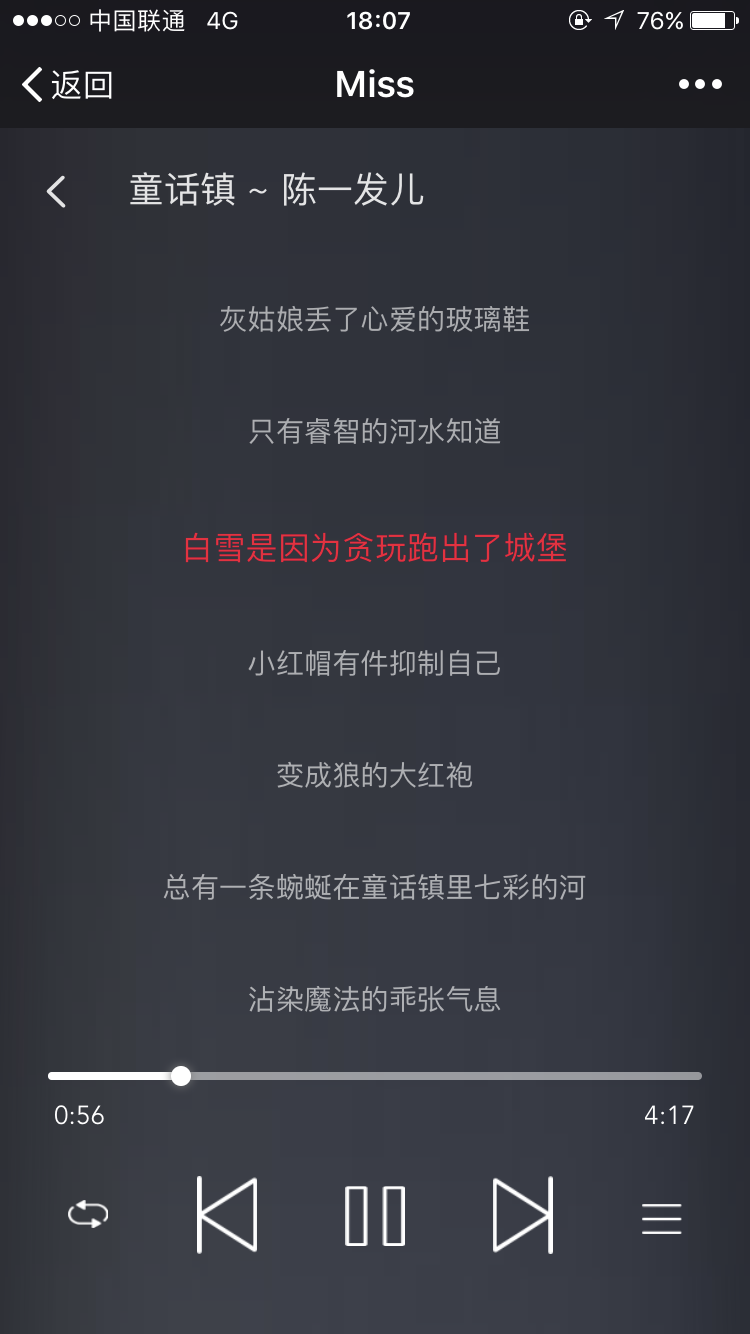 中国联通 4G 18:07 76%
返回 Miss
童话镇 ~ 陈一发儿
灰姑娘丢了心爱的玻璃鞋
只有睿智的河水知道
白雪是因为贪玩跑出了城堡
小红帽有件抑制自己
变成狼的大红袍
总有一条蜿蜒在童话镇里七彩的河
沾染魔法的乖张气息
0:56 4:17